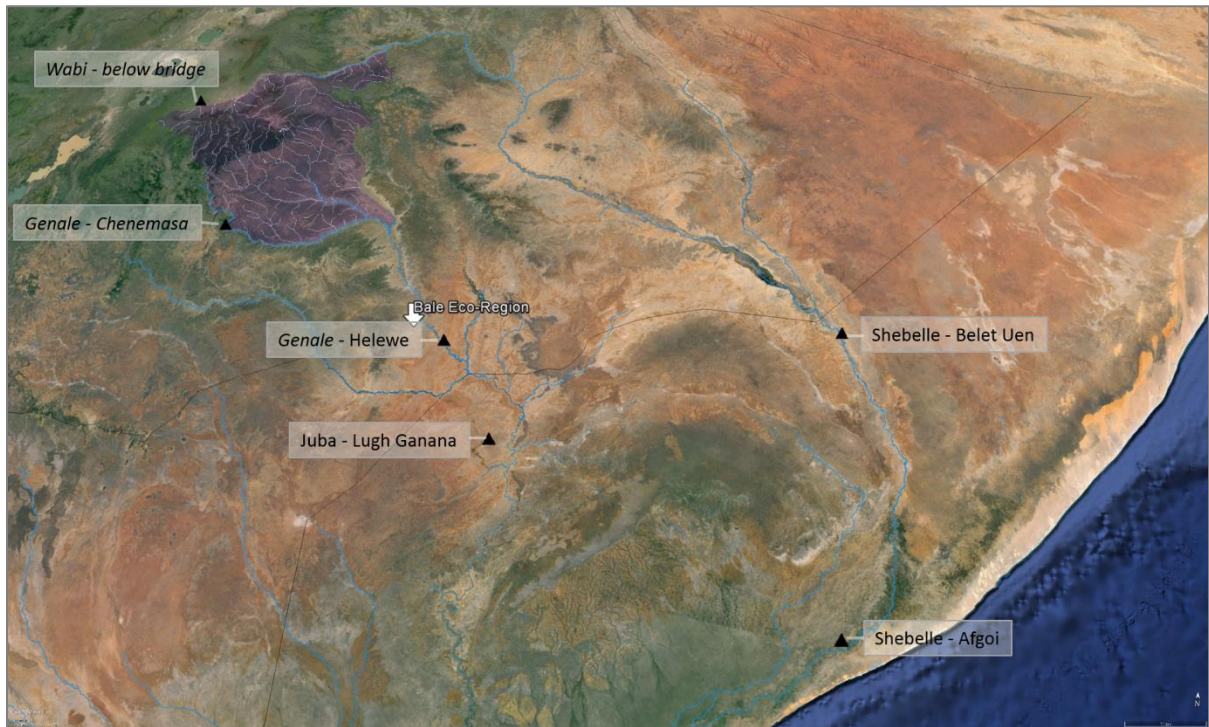 Wabi - below bridge
Genale - Chenemasa
Bale Eco-Region
Genale - Helewe
Shebelle - Belet Uen
Juba - Lugh Ganana
Shebelle - Afgoi
N